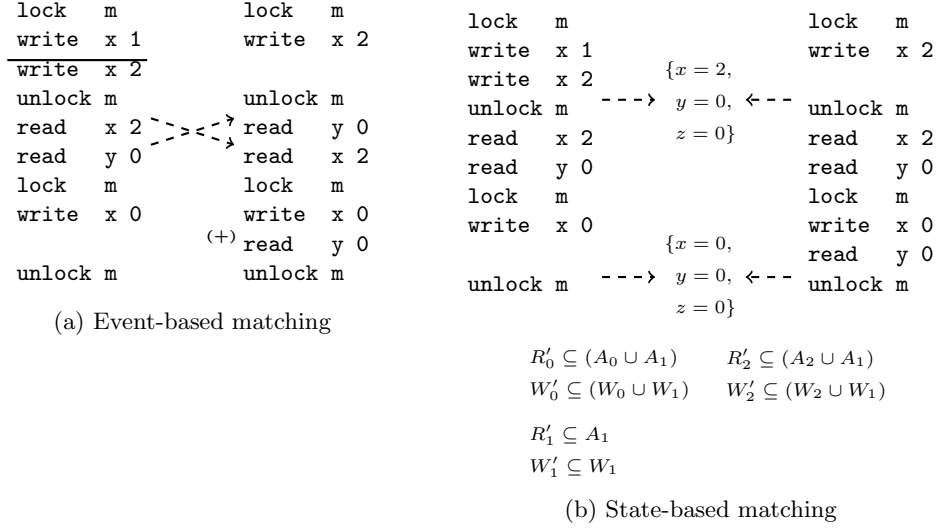 lock m
write x 1
write x 2
unlock m
read x 2
read y 0
lock m
write x 0
unlock m
lock m
write x 2
unlock m
read y 0
read x 2
lock m
write x 0
(+) read y 0
unlock m
(a) Event-based matching
lock m
write x 1
write x 2
unlock m
read x 2
read y 0
lock m
write x 0
unlock m
{x = 2,
y = 0,
z = 0}
{x = 0,
y = 0,
z = 0}
lock m
write x 2
unlock m
read x 2
read y 0
lock m
write x 0
read y 0
unlock m
R′₀ ⊆ (A₀ ∪ A₁) R′₂ ⊆ (A₂ ∪ A₁)
W′₀ ⊆ (W₀ ∪ W₁) W′₂ ⊆ (W₂ ∪ W₁)
R′₁ ⊆ A₁
W′₁ ⊆ W₁
(b) State-based matching